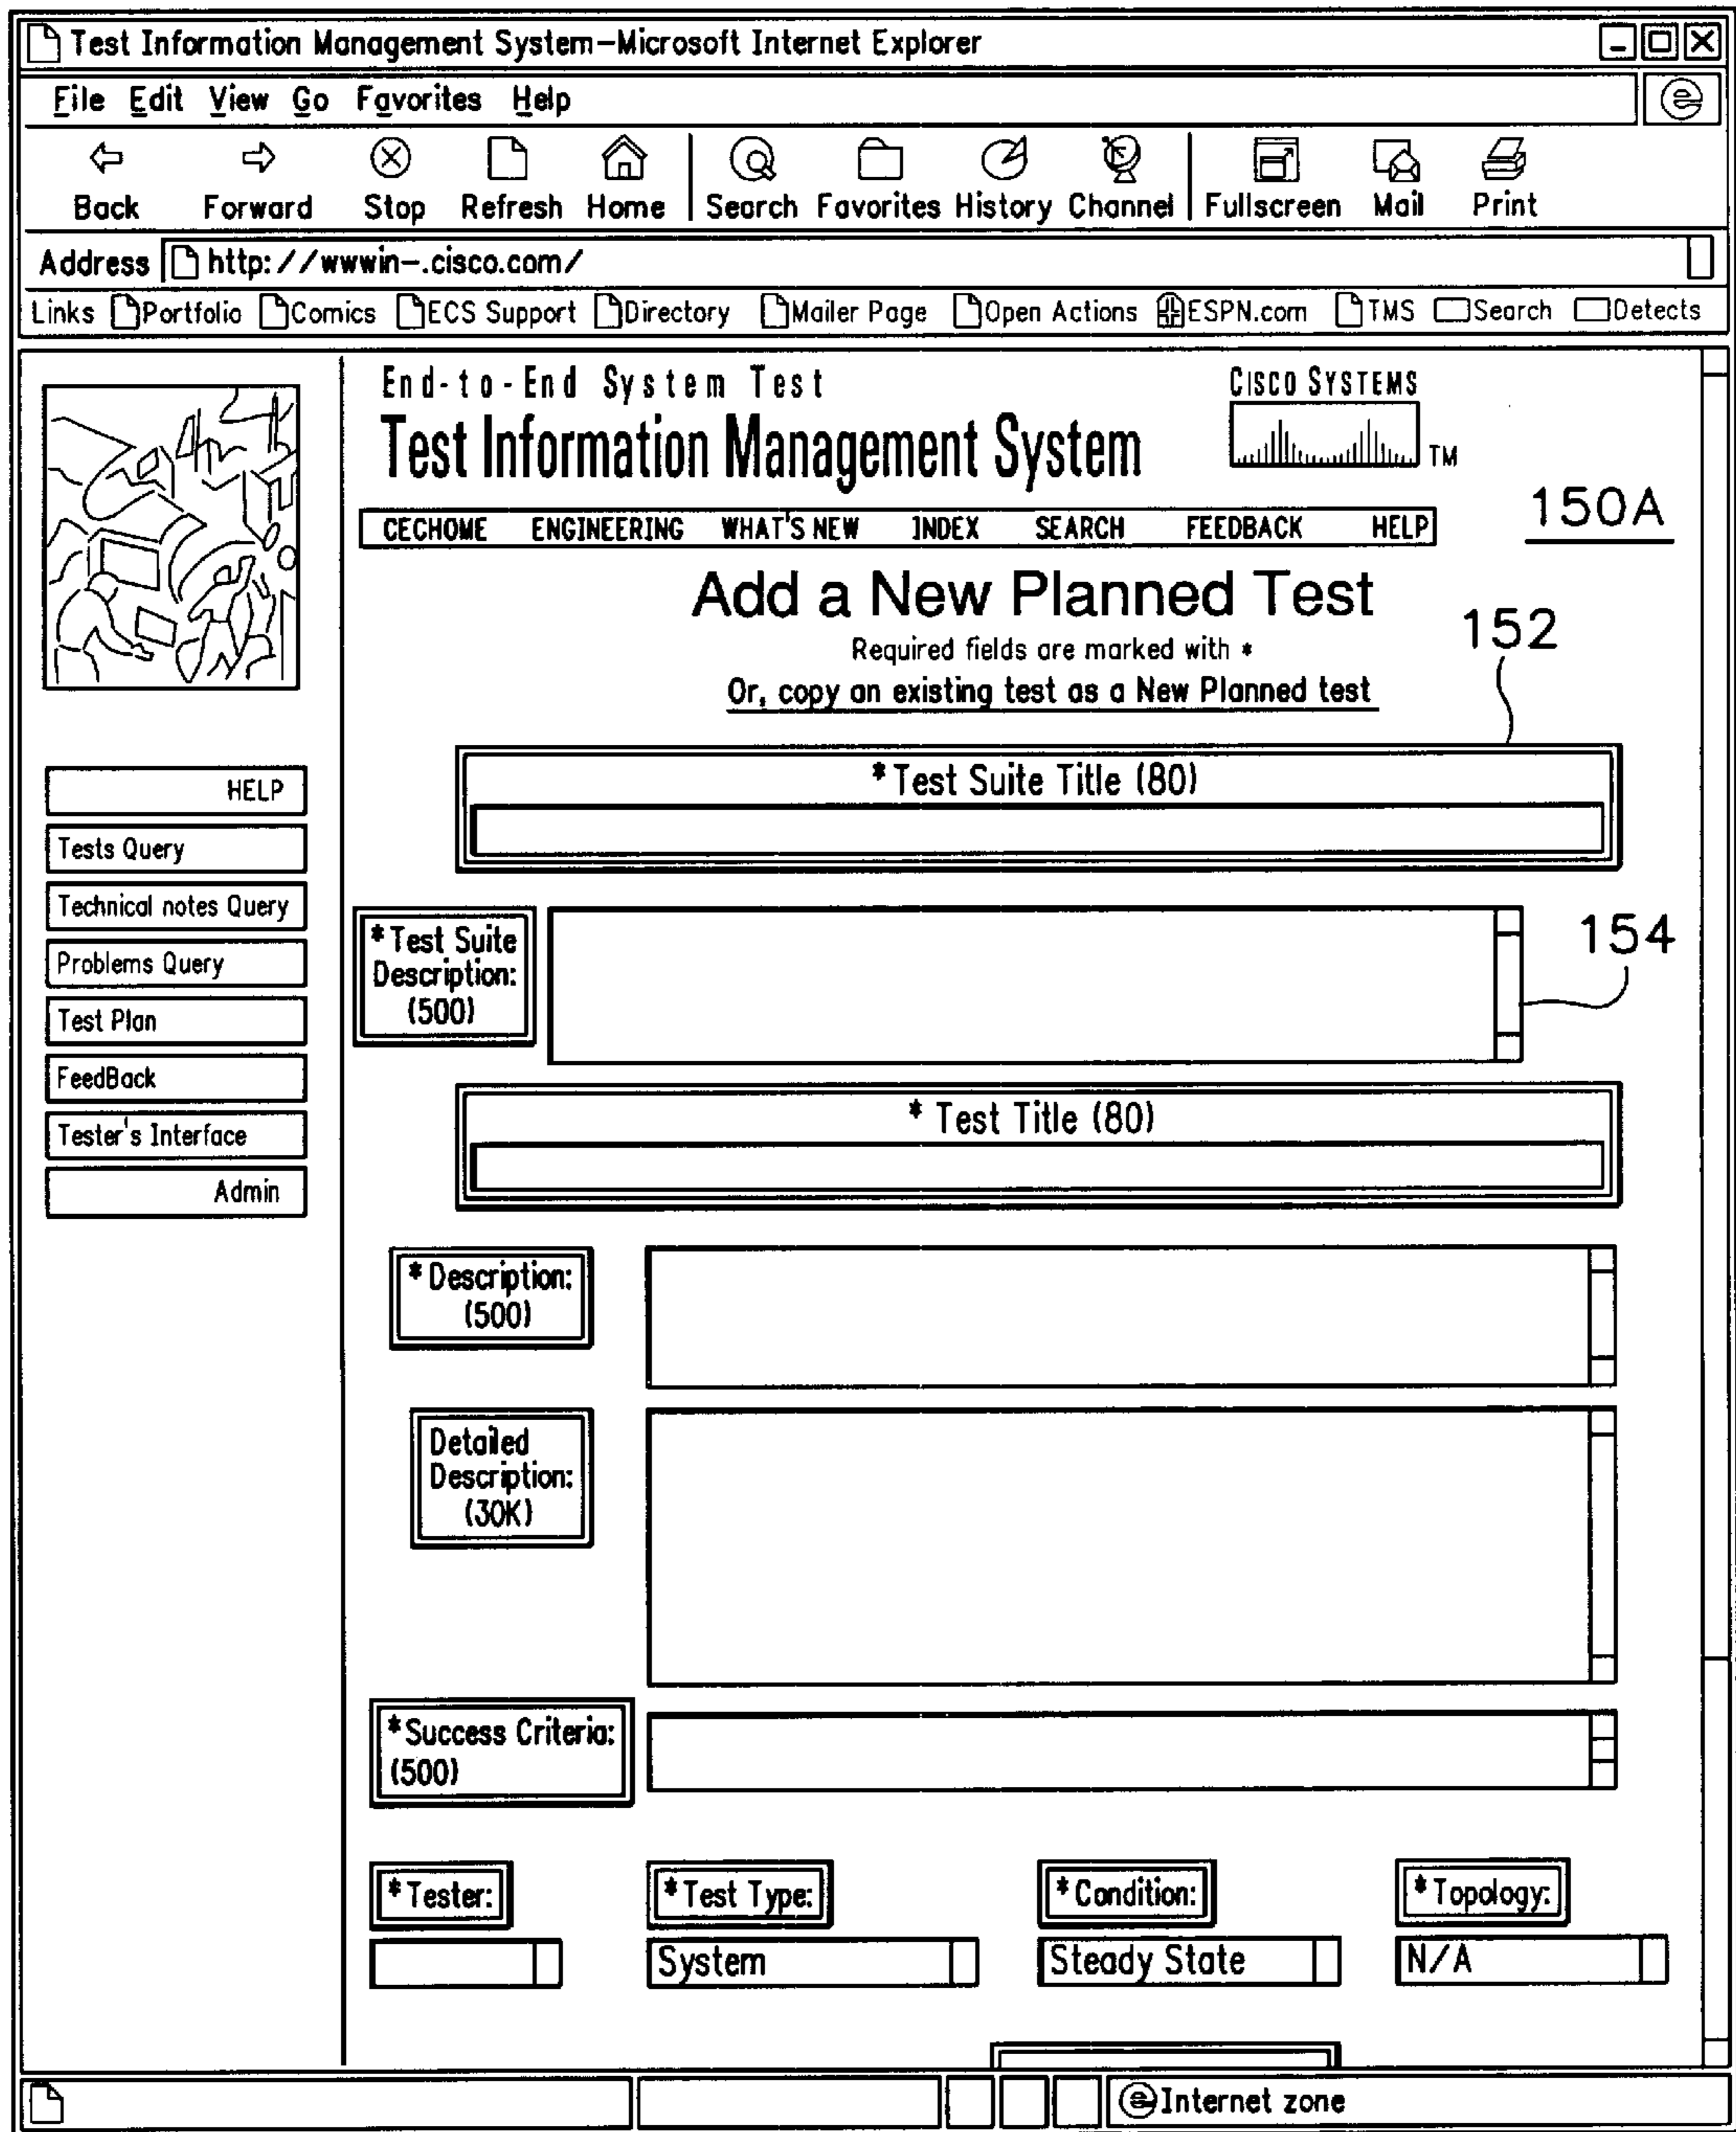 Test Information Management System-Microsoft Internet Explorer
File Edit View Go Favorites Help
Back Forward Stop Refresh Home Search Favorites History Channel Fullscreen Mail Print
Address http://wwwin-.cisco.com/
Links Portfolio Comics ECS Support Directory Mailer Page Open Actions ESPN.com TMS Search Detects
End-to-End System Test
CISCO SYSTEMS
Test Information Management System
TM
150A
CECHOME ENGINEERING WHAT'S NEW INDEX SEARCH FEEDBACK HELP
Add a New Planned Test
Required fields are marked with *
152
Or, copy an existing test as a New Planned test
HELP
Tests Query
Technical notes Query
Problems Query
Test Plan
FeedBack
Tester's Interface
Admin
* Test Suite Title (80)
* Test Suite
Description:
(500)
154
* Test Title (80)
* Description:
(500)
Detailed
Description:
(30K)
* Success Criteria:
(500)
* Tester: * Test Type: * Condition: * Topology:
System Steady State N/A
Internet zone